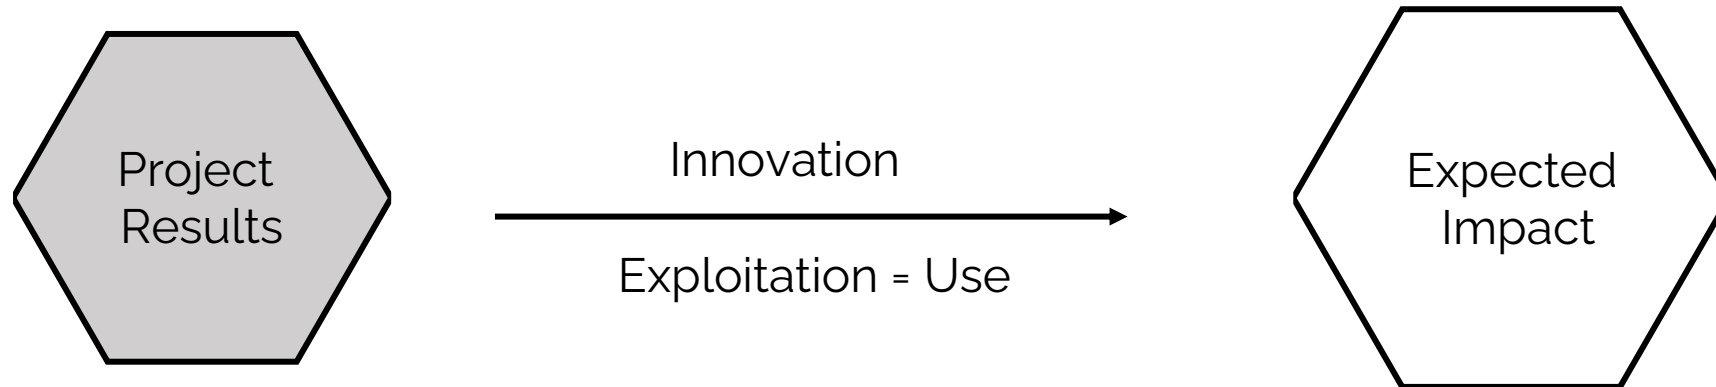 Project
Results
Innovation
Exploitation = Use
Expected
Impact